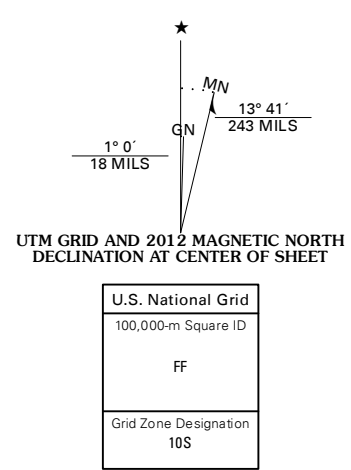 ★
MN
13° 41´
243 MILS
GN
1° 0´
18 MILS
UTM GRID AND 2012 MAGNETIC NORTH
DECLINATION AT CENTER OF SHEET
U.S. National Grid
100,000-m Square ID
FF
Grid Zone Designation
10S